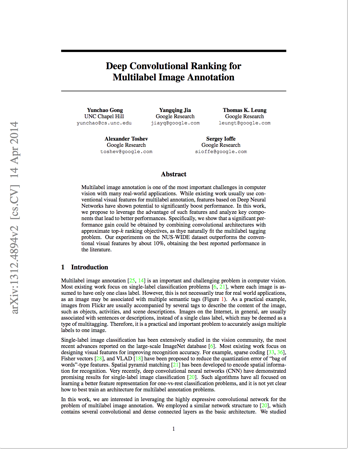 Deep Convolutional Ranking for
Multilabel Image Annotation
Yunchao Gong
UNC Chapel Hill
yunchao@cs.unc.edu
Yangqing Jia
Google Research
jiayq@google.com
Thomas K. Leung
Google Research
leungt@google.com
Alexander Toshev
Google Research
toshev@google.com
Sergey Ioffe
Google Research
sioffe@google.com
arXiv:1312.4894v2 [cs.CV] 14 Apr 2014
Abstract
Multilabel image annotation is one of the most important challenges in computer
vision with many real-world applications. While existing work usually use con-
ventional visual features for multilabel annotation, features based on Deep Neural
Networks have shown potential to significantly boost performance. In this work,
we propose to leverage the advantage of such features and analyze key compo-
nents that lead to better performances. Specifically, we show that a significant per-
formance gain could be obtained by combining convolutional architectures with
approximate top-k ranking objectives, as they naturally fit the multilabel tagging
problem. Our experiments on the NUS-WIDE dataset outperforms the conven-
tional visual features by about 10%, obtaining the best reported performance in
the literature.
1 Introduction
Multilabel image annotation is an important and challenging problem in computer vision.
Most existing work focus on single-label classification problems, where each image is as-
sumed to have only one class label. However, this is not necessarily true for real world applications,
as an image may be associated with multiple semantic tags (Figure 1). As a practical example,
images from Flickr are usually accompanied by several tags to describe the content of the image,
such as objects, activities, and scene descriptions. Images on the Internet, in general, are usually
associated with sentences or descriptions, instead of a single class label, which may be deemed as a
type of multitagging. Therefore, it is a practical and important problem to accurately assign multiple
labels to one image.
Single-label image classification has been extensively studied in the vision community, the most
recent advances reported on the large-scale ImageNet database. Most existing work focus on
designing visual features for improving recognition accuracy. For example, sparse coding,
Fisher vectors, and VLAD have been proposed to reduce the quantization error of "bag of
words"-type features. Spatial pyramid matching has been developed to encode spatial informa-
tion for recognition. Very recently, deep convolutional neural networks (CNN) have demonstrated
promising results for single-label image classification. Such algorithms have all focused on
learning a better feature representation for one-vs-rest classification problems, and it is not yet clear
how to best train an architecture for multilabel annotation problems.
In this work, we are interested in leveraging the highly expressive convolutional network for the
problem of multilabel image annotation. We employed a similar network structure to, which
contains several convolutional and dense connected layers as the basic architecture. We studied
1